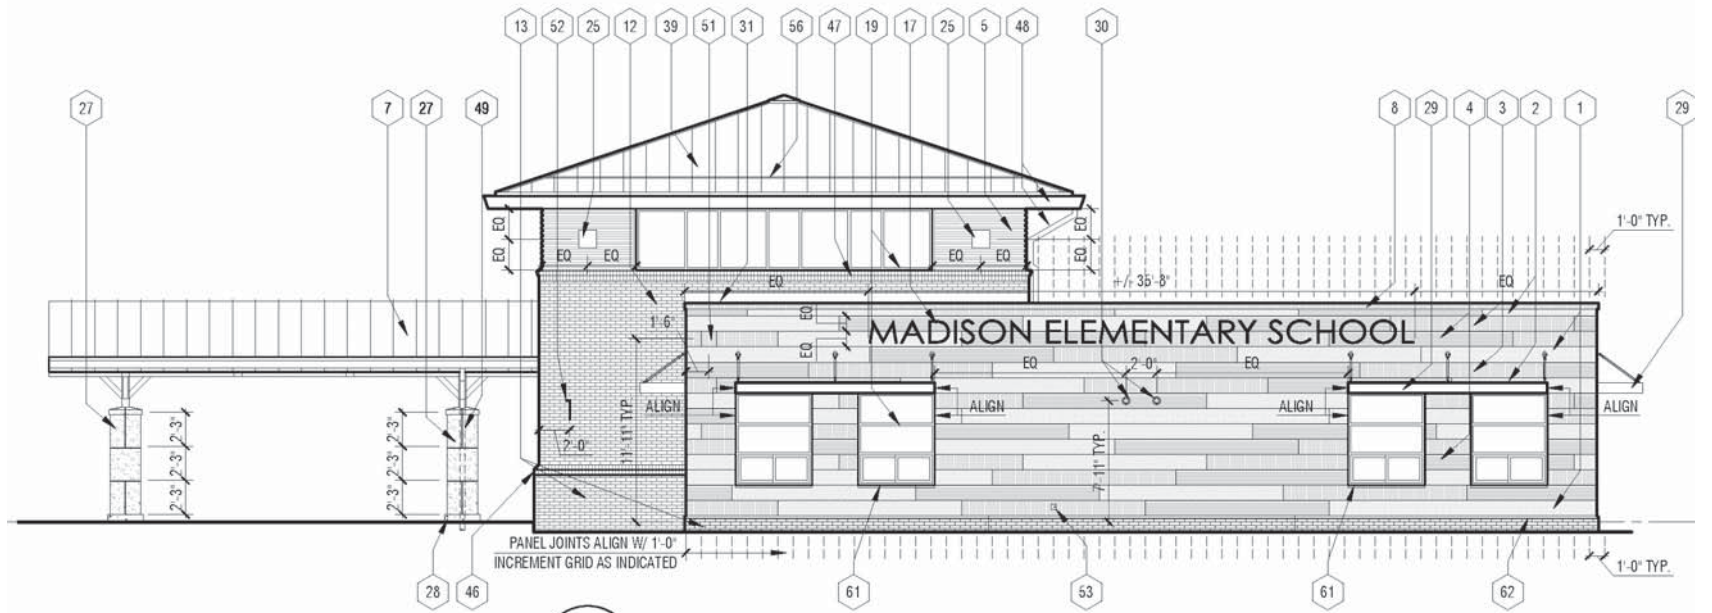 13 52 25 12 39 51 31 56 47 19 17 25 5 48 30
27 7 27 49 8 29 4 3 2 1 29
1'-0" TYP.
EQ EQ
EQ EQ EQ EQ EQ EQ
EQ +/- 35'-8" EQ
1'-6" EQ
MADISON ELEMENTARY SCHOOL
EQ
EQ 2'-0" EQ
ALIGN ALIGN ALIGN ALIGN
2'-3" 2'-3"
2'-0" 11'-11" TYP. 7'-11" TYP.
2'-3" 2'-3"
2'-3" 2'-3"
PANEL JOINTS ALIGN W/ 1'-0"
INCREMENT GRID AS INDICATED
1'-0" TYP.
28 46 61 53 61 62